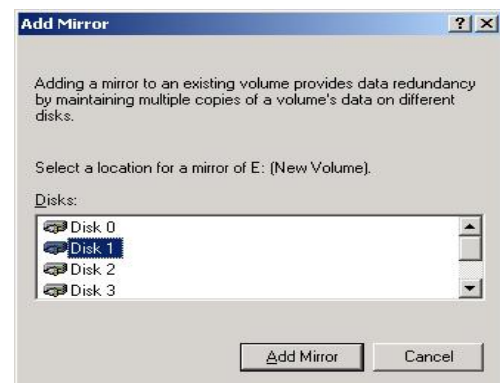 Add Mirror
Adding a mirror to an existing volume provides data redundancy
by maintaining multiple copies of a volume's data on different
disks.
Select a location for a mirror of E: (New Volume).
Disks:
Disk 0
Disk 1
Disk 2
Disk 3
Add Mirror Cancel